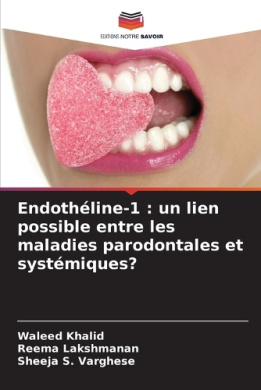 EDITIONS NOTRE SAVOIR
Endothéline-1 : un lien
possible entre les
maladies parodontales et
systémiques?
Waleed Khalid
Reema Lakshmanan
Sheeja S. Varghese